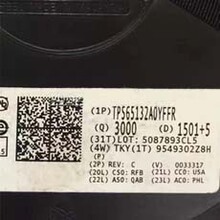 (1P) TPS65132A0YFFR
(Q) 3000 (D) 1501+5
(31T)LOT: 5087893CL5
(4W) TKY(1T) 9549302Z8H
(P)
(2P) REV: C (V) 0033317
(20L) CSO: RFB (21L) CCO: USA
(22L) ASO: QAB (23L) ACO: PHL